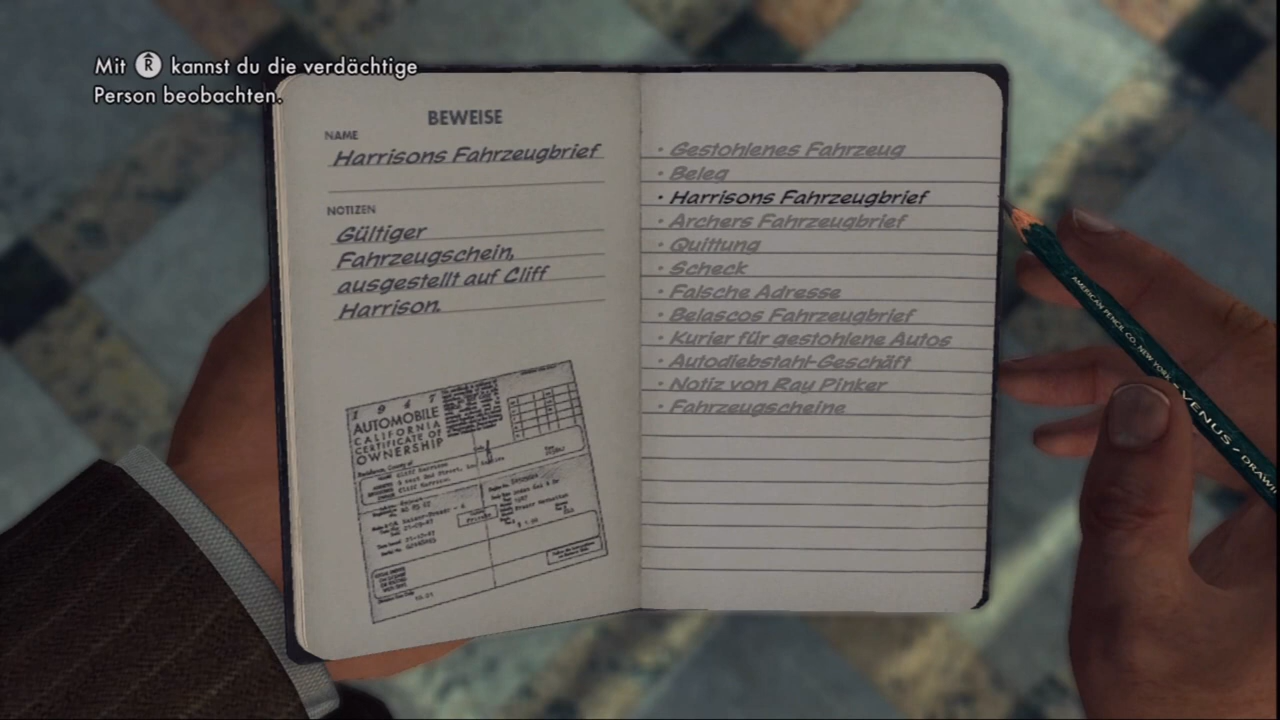 Mit R kannst du die verdächtige
Person beobachten.
BEWEISE
NAME
Harrisons Fahrzeugbrief
NOTIZEN
Gültiger
Fahrzeugschein,
ausgestellt auf Cliff
Harrison.
1947
AUTOMOBILE
CALIFORNIA
CERTIFICATE OF
OWNERSHIP
• Gestohlenes Fahrzeug
• Beleg
• Harrisons Fahrzeugbrief
• Archers Fahrzeugbrief
• Quittung
• Scheck
• Falsche Adresse
• Belascos Fahrzeugbrief
• Kurier für gestohlene Autos
• Autodiebstahl-Geschäft
• Notiz von Ray Pinker
• Fahrzeugscheine
AMERICAN PENCIL CO. NEW YORK VENUS DRAWI